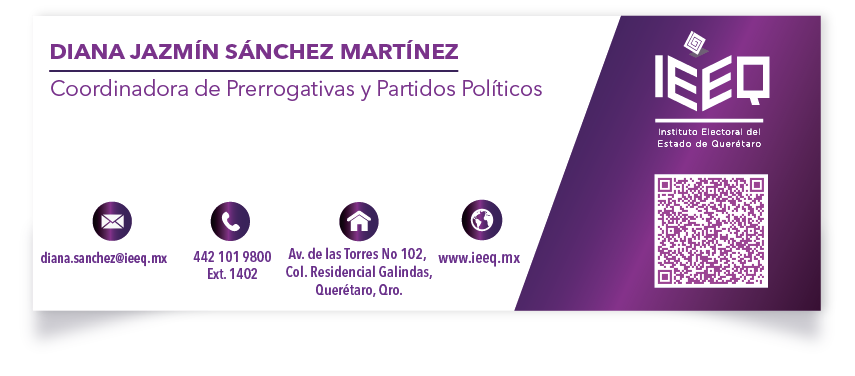 DIANA JAZMÍN SÁNCHEZ MARTÍNEZ
Coordinadora de Prerrogativas y Partidos Políticos
IEEQ
Instituto Electoral del
Estado de Querétaro
diana.sanchez@ieeq.mx
442 101 9800
Ext. 1402
Av. de las Torres No 102,
Col. Residencial Galindas,
Querétaro, Qro.
www.ieeq.mx